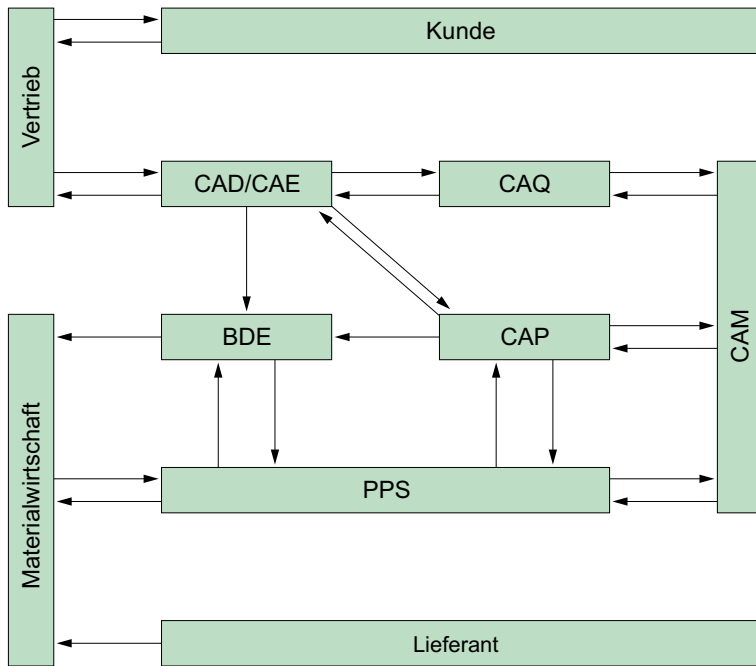 Kunde
Vertrieb
CAD/CAE
CAQ
CAM
BDE
CAP
Materialwirtschaft
PPS
Lieferant